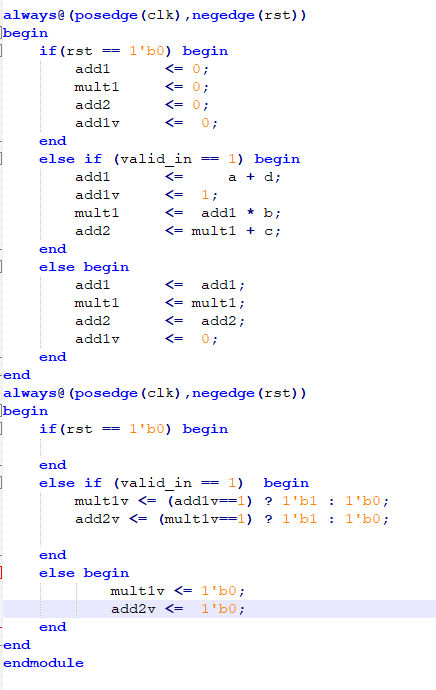 always@(posedge(clk),negedge(rst))
begin
    if(rst == 1'b0) begin
        add1      <= 0;
        mult1     <= 0;
        add2      <= 0;
        add1v     <=  0;
    end
    else if (valid_in == 1) begin
        add1      <=     a + d;
        add1v     <=  1;
        mult1     <=  add1 * b;
        add2      <= mult1 + c;
    end
    else begin
        add1      <=  add1;
        mult1     <= mult1;
        add2      <=  add2;
        add1v     <=  0;
    end
end
always@(posedge(clk),negedge(rst))
begin
    if(rst == 1'b0) begin
    end
    else if (valid_in == 1)  begin
        mult1v <= (add1v==1) ? 1'b1 : 1'b0;
        add2v <= (mult1v==1) ? 1'b1 : 1'b0;
    end
    else begin
            mult1v <= 1'b0;
            add2v <=  1'b0;
    end
end
endmodule